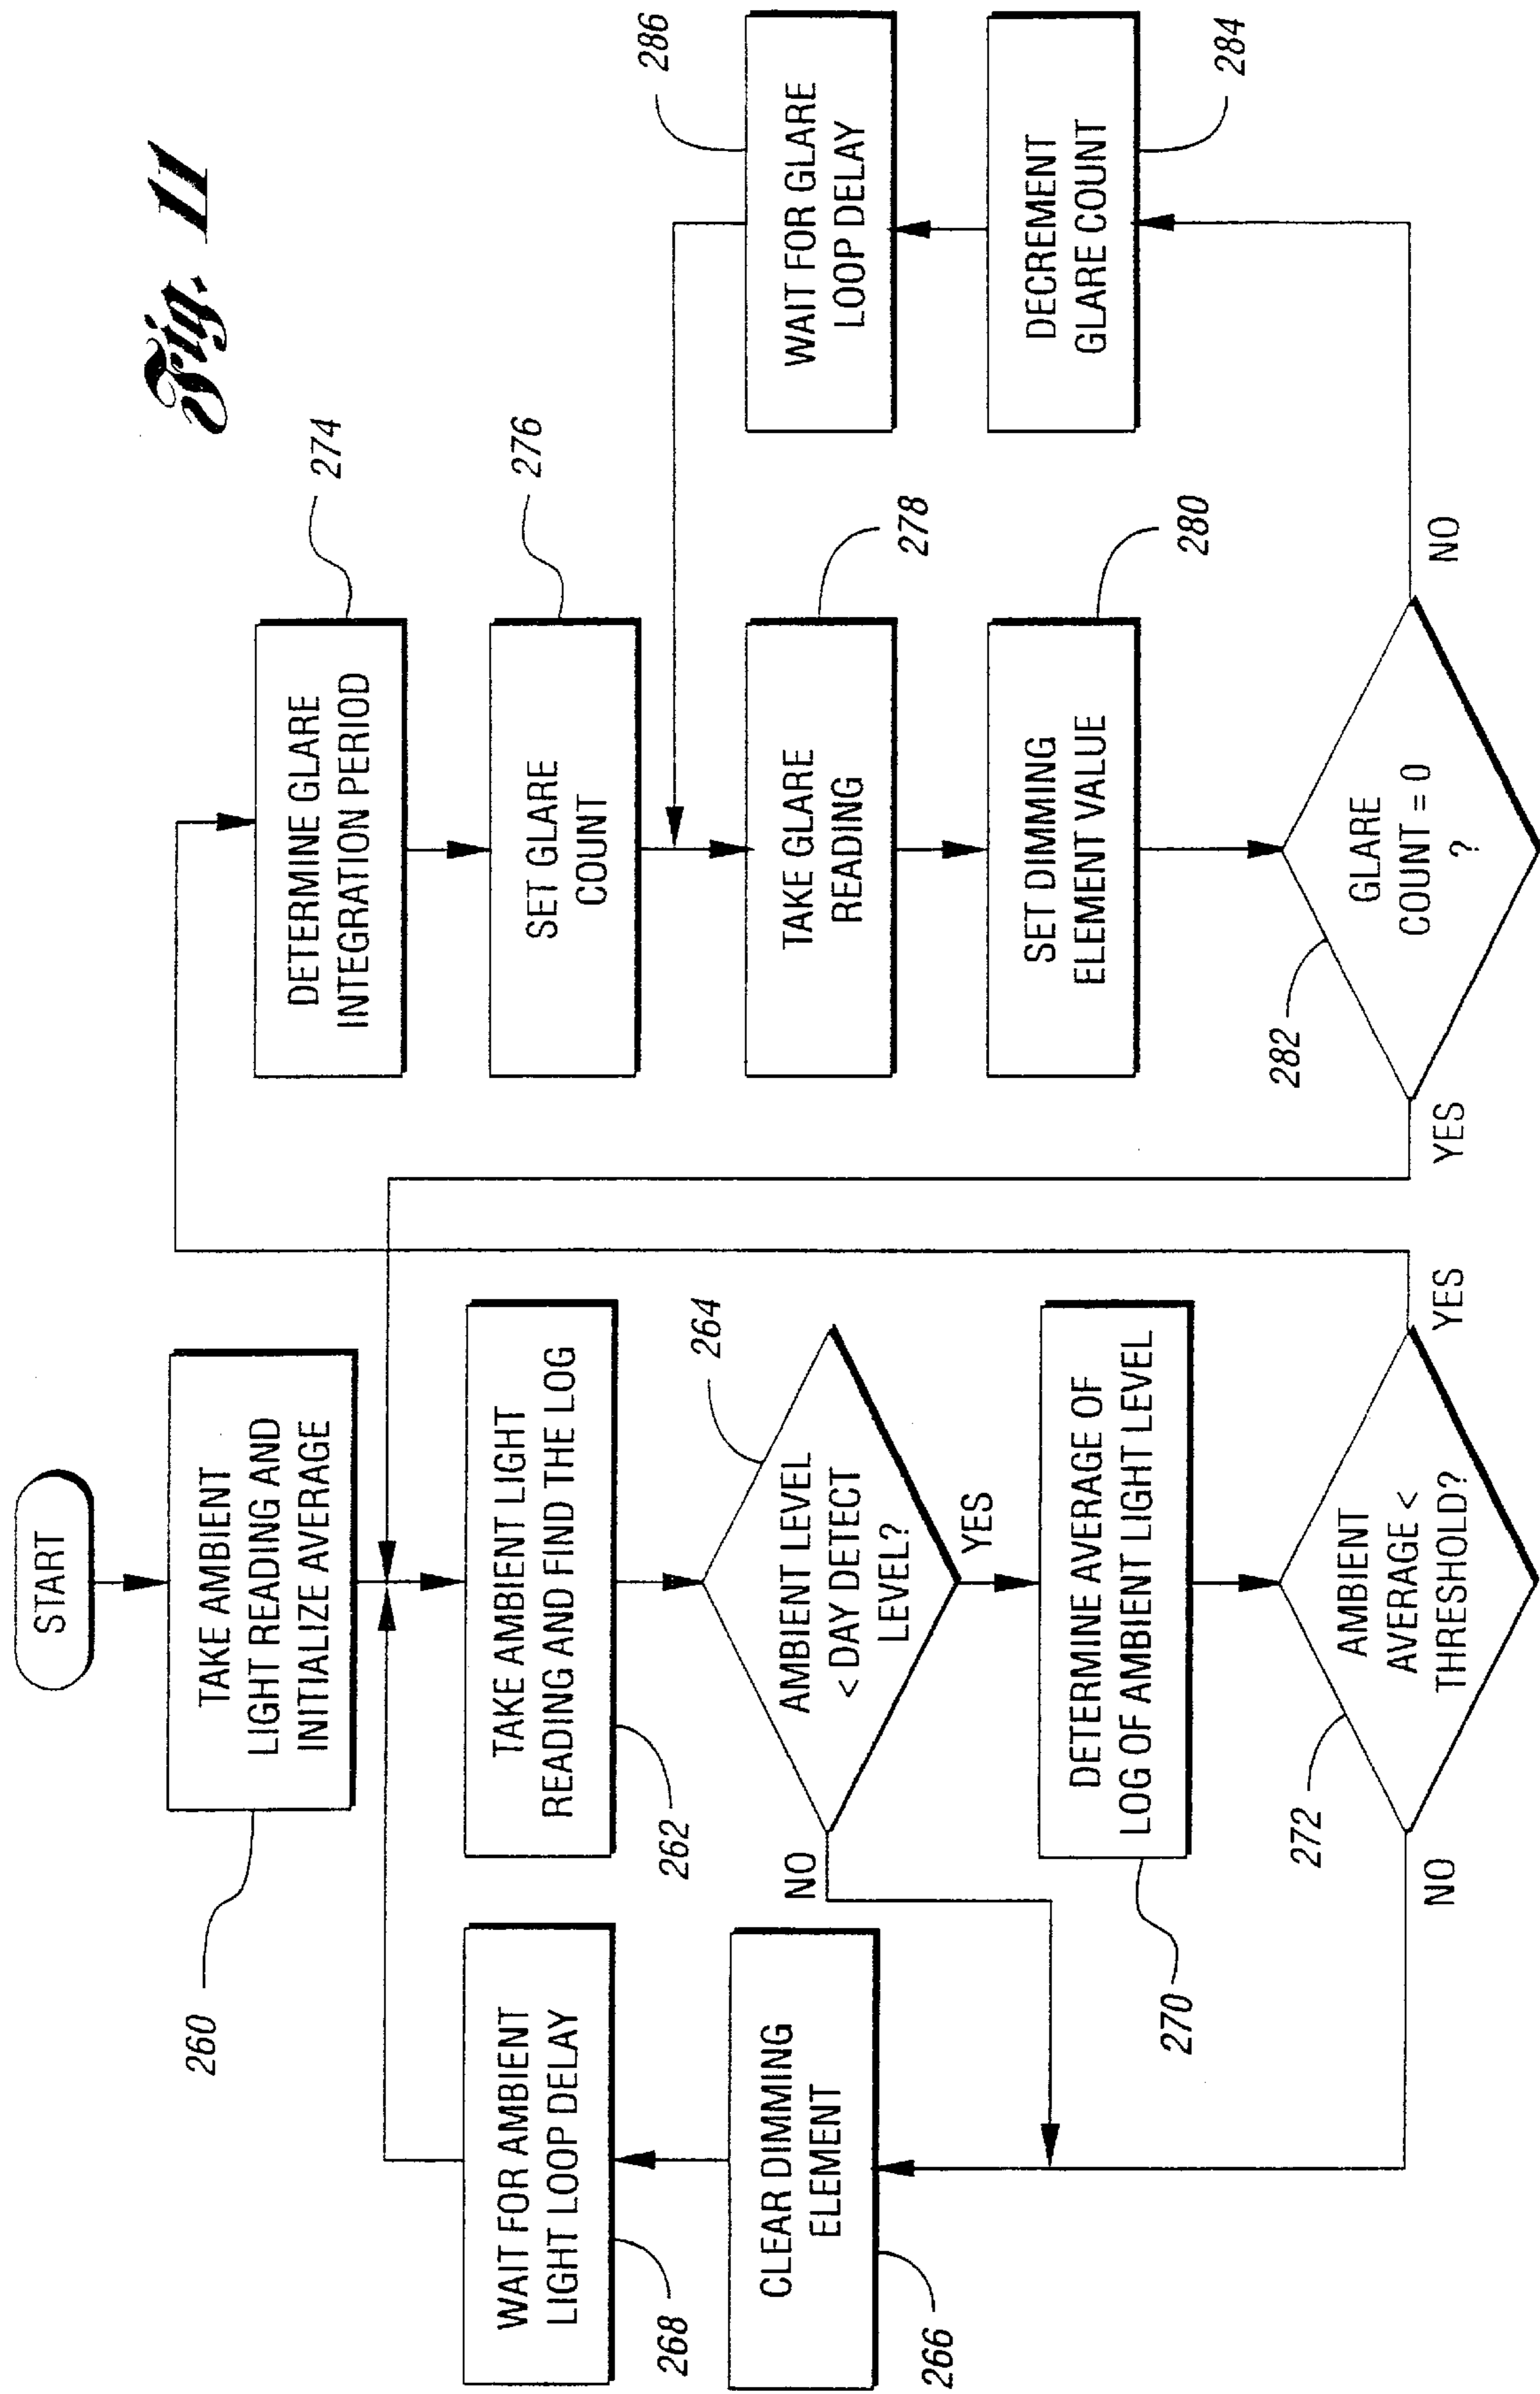 Fig. 11
START
TAKE AMBIENT
LIGHT READING AND
INITIALIZE AVERAGE
260
TAKE AMBIENT LIGHT
READING AND FIND THE LOG
262
AMBIENT LEVEL
< DAY DETECT
LEVEL?
264
NO
YES
WAIT FOR AMBIENT
LIGHT LOOP DELAY
268
CLEAR DIMMING
ELEMENT
266
DETERMINE AVERAGE OF
LOG OF AMBIENT LIGHT LEVEL
270
AMBIENT
AVERAGE <
THRESHOLD?
272
NO
YES
DETERMINE GLARE
INTEGRATION PERIOD
274
SET GLARE
COUNT
276
TAKE GLARE
READING
278
SET DIMMING
ELEMENT VALUE
280
GLARE
COUNT = 0
?
282
YES
NO
WAIT FOR GLARE
LOOP DELAY
286
DECREMENT
GLARE COUNT
284